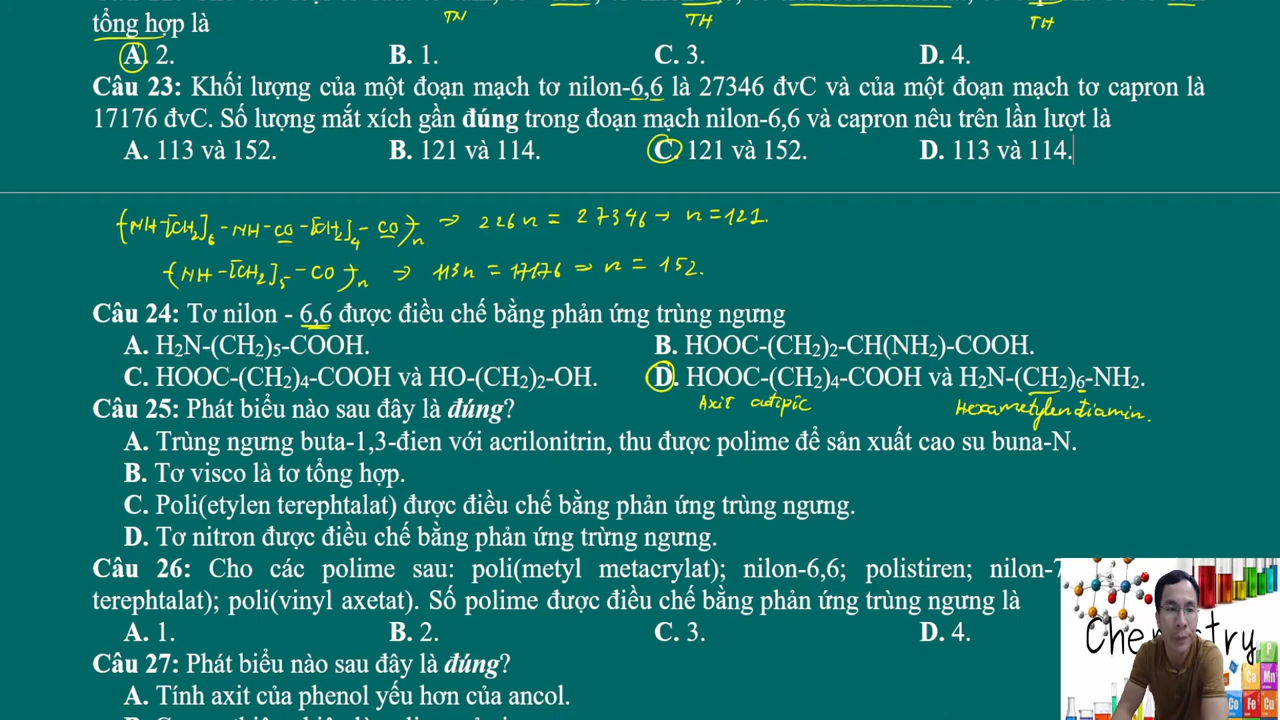 tổng hợp là
TN
TH
TH
A. 2. B. 1. C. 3. D. 4.
Câu 23: Khối lượng của một đoạn mạch tơ nilon-6,6 là 27346 đvC và của một đoạn mạch tơ capron là
17176 đvC. Số lượng mắt xích gần đúng trong đoạn mạch nilon-6,6 và capron nêu trên lần lượt là
A. 113 và 152. B. 121 và 114. C. 121 và 152. D. 113 và 114.
(NH-[CH2]6-NH-CO-[CH2]4-CO)n → 226n = 27346 → n = 121.
(NH-[CH2]5-CO)n → 113n = 17176 → n = 152.
Câu 24: Tơ nilon - 6,6 được điều chế bằng phản ứng trùng ngưng
A. H2N-(CH2)5-COOH. B. HOOC-(CH2)2-CH(NH2)-COOH.
C. HOOC-(CH2)4-COOH và HO-(CH2)2-OH. D. HOOC-(CH2)4-COOH và H2N-(CH2)6-NH2.
Axit adipic Hexametylendiamin.
Câu 25: Phát biểu nào sau đây là đúng?
A. Trùng ngưng buta-1,3-đien với acrilonitrin, thu được polime để sản xuất cao su buna-N.
B. Tơ visco là tơ tổng hợp.
C. Poli(etylen terephtalat) được điều chế bằng phản ứng trùng ngưng.
D. Tơ nitron được điều chế bằng phản ứng trừng ngưng.
Câu 26: Cho các polime sau: poli(metyl metacrylat); nilon-6,6; polistiren; nilon-7
terephtalat); poli(vinyl axetat). Số polime được điều chế bằng phản ứng trùng ngưng là
A. 1. B. 2. C. 3. D. 4.
Chemistry
Câu 27: Phát biểu nào sau đây là đúng?
A. Tính axit của phenol yếu hơn của ancol.